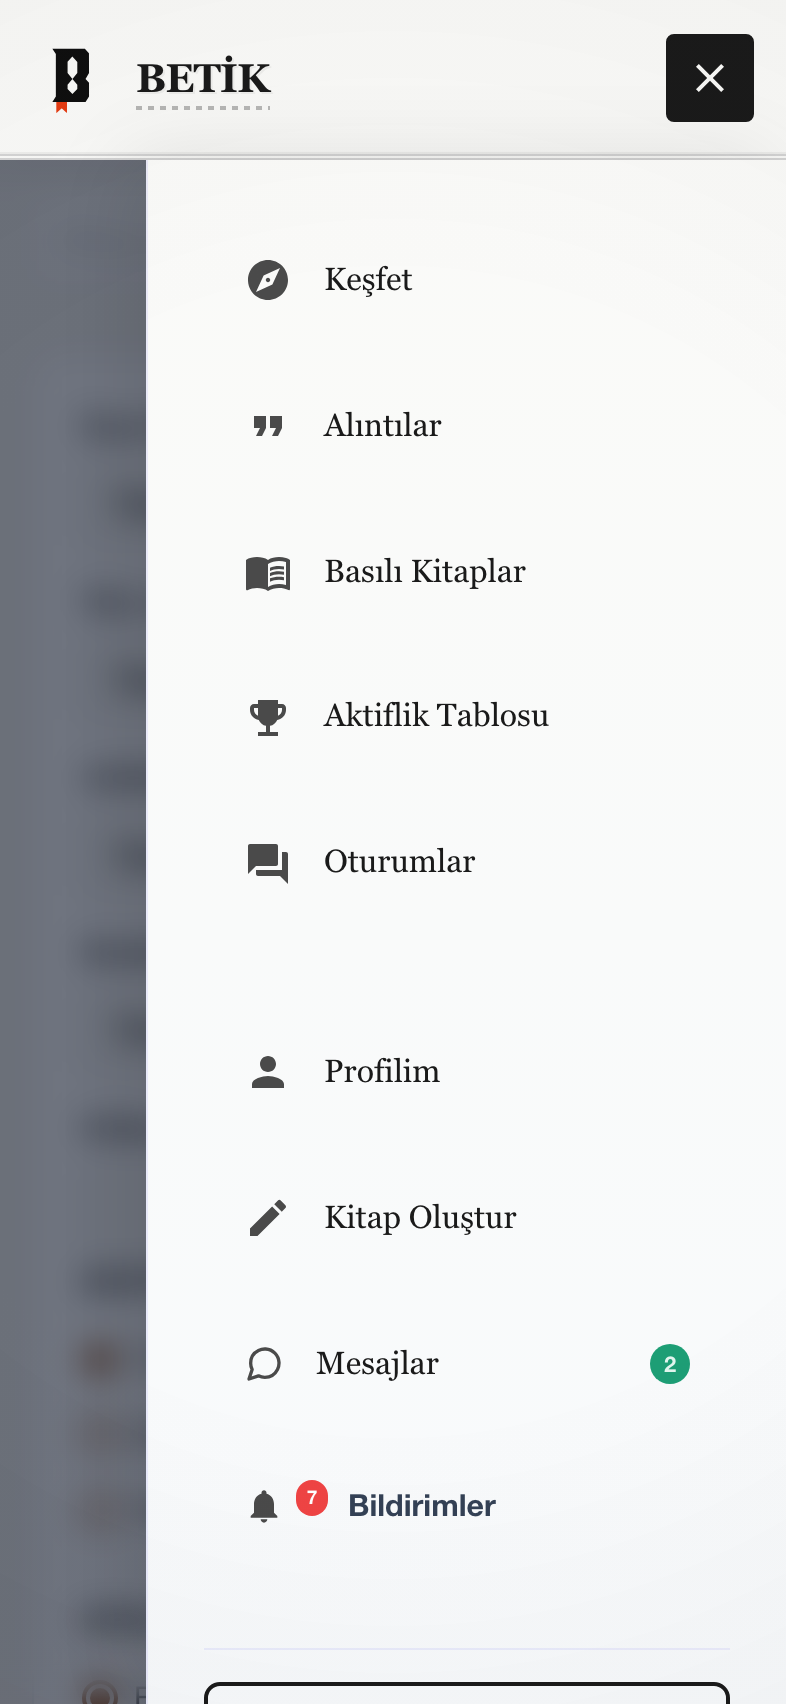 BETİK
Keşfet
Alıntılar
Basılı Kitaplar
Aktiflik Tablosu
Oturumlar
Profilim
Kitap Oluştur
Mesajlar 2
7 Bildirimler